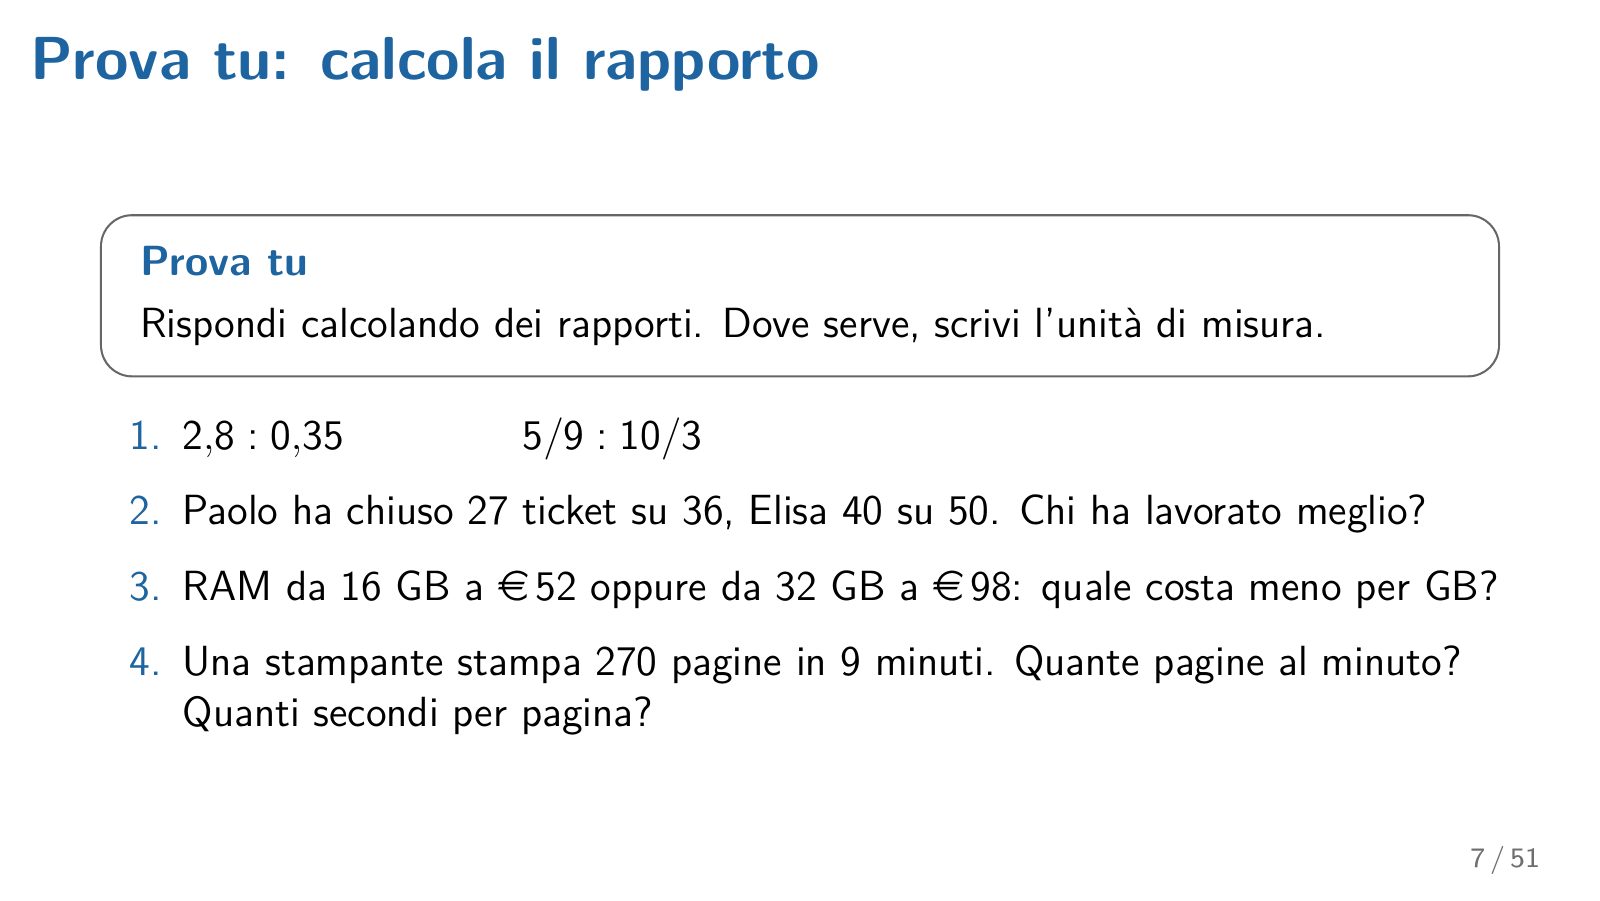 Prova tu: calcola il rapporto
Prova tu
Rispondi calcolando dei rapporti. Dove serve, scrivi l'unità di misura.
1. 2,8 : 0,35 5/9 : 10/3
2. Paolo ha chiuso 27 ticket su 36, Elisa 40 su 50. Chi ha lavorato meglio?
3. RAM da 16 GB a €52 oppure da 32 GB a €98: quale costa meno per GB?
4. Una stampante stampa 270 pagine in 9 minuti. Quante pagine al minuto?
Quanti secondi per pagina?
7 / 51